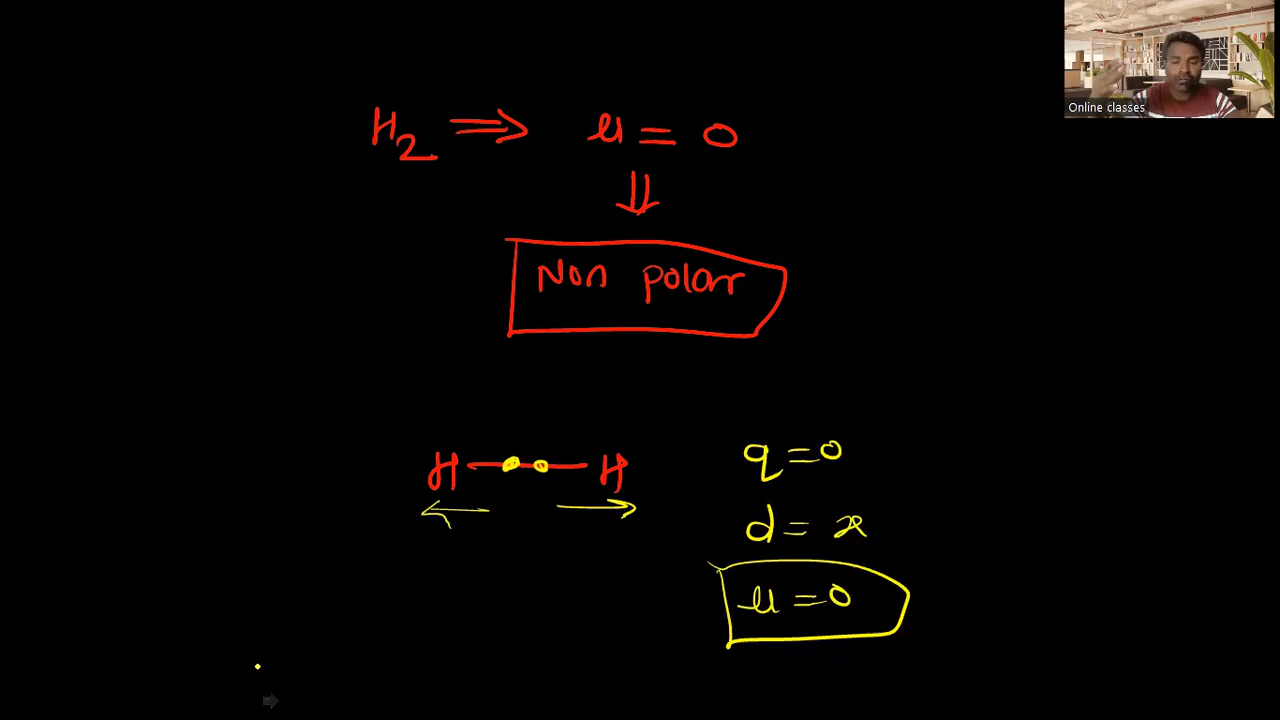 Online classes
H₂ ⇒ μ = 0
⇓
Non polar
H—H
← →
q = 0
d = x
μ = 0